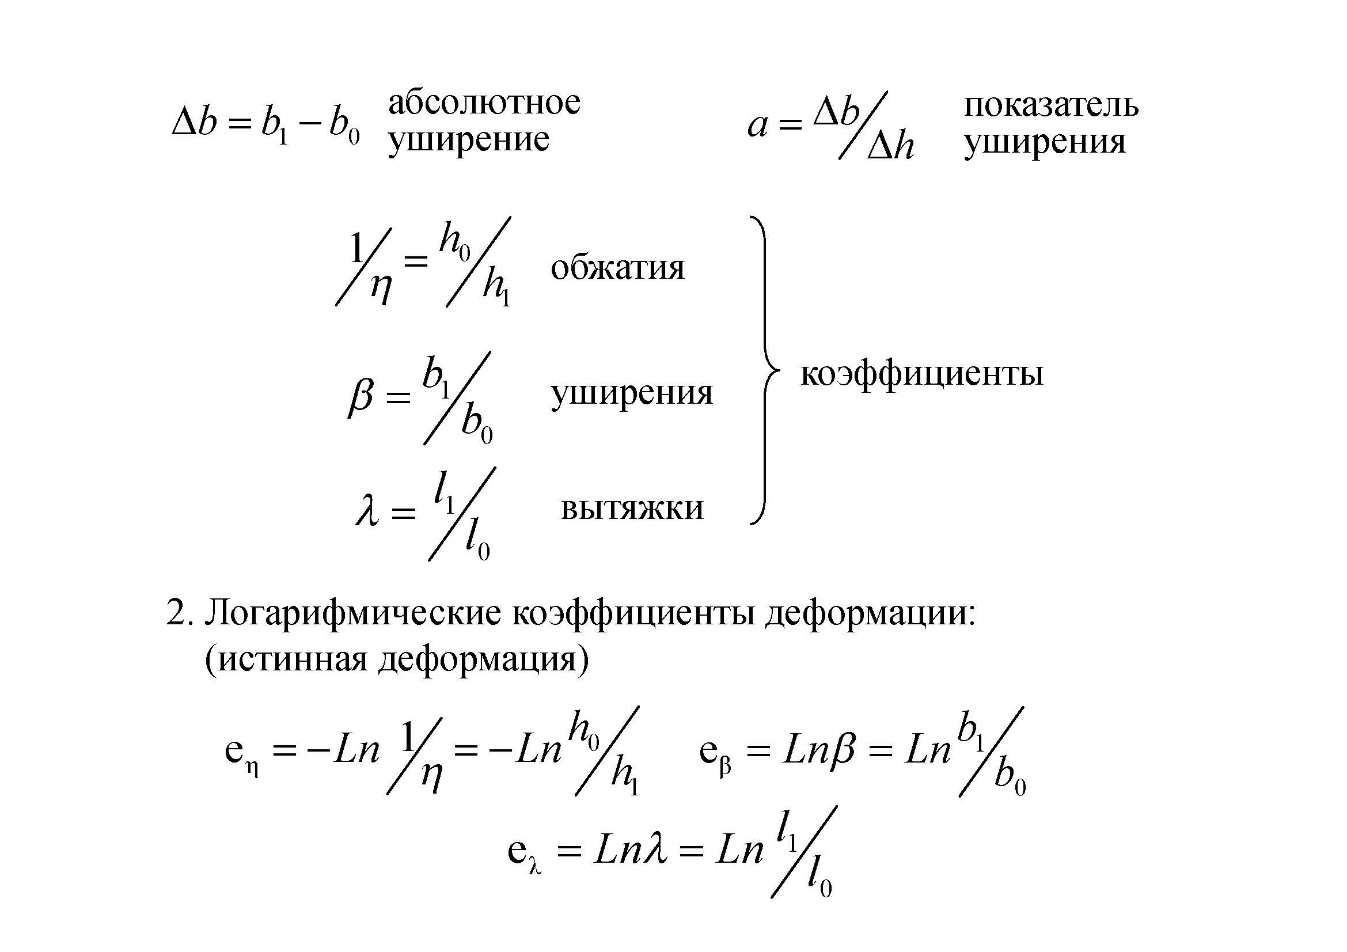 Δb = b₁ − b₀ абсолютное уширение a = Δb/Δh показатель уширения
1/η = h₀/h₁ обжатия
β = b₁/b₀ уширения
коэффициенты
λ = l₁/l₀ вытяжки
2. Логарифмические коэффициенты деформации:
(истинная деформация)
e_η = −Ln 1/η = −Ln h₀/h₁ e_β = Lnβ = Ln b₁/b₀
e_λ = Lnλ = Ln l₁/l₀